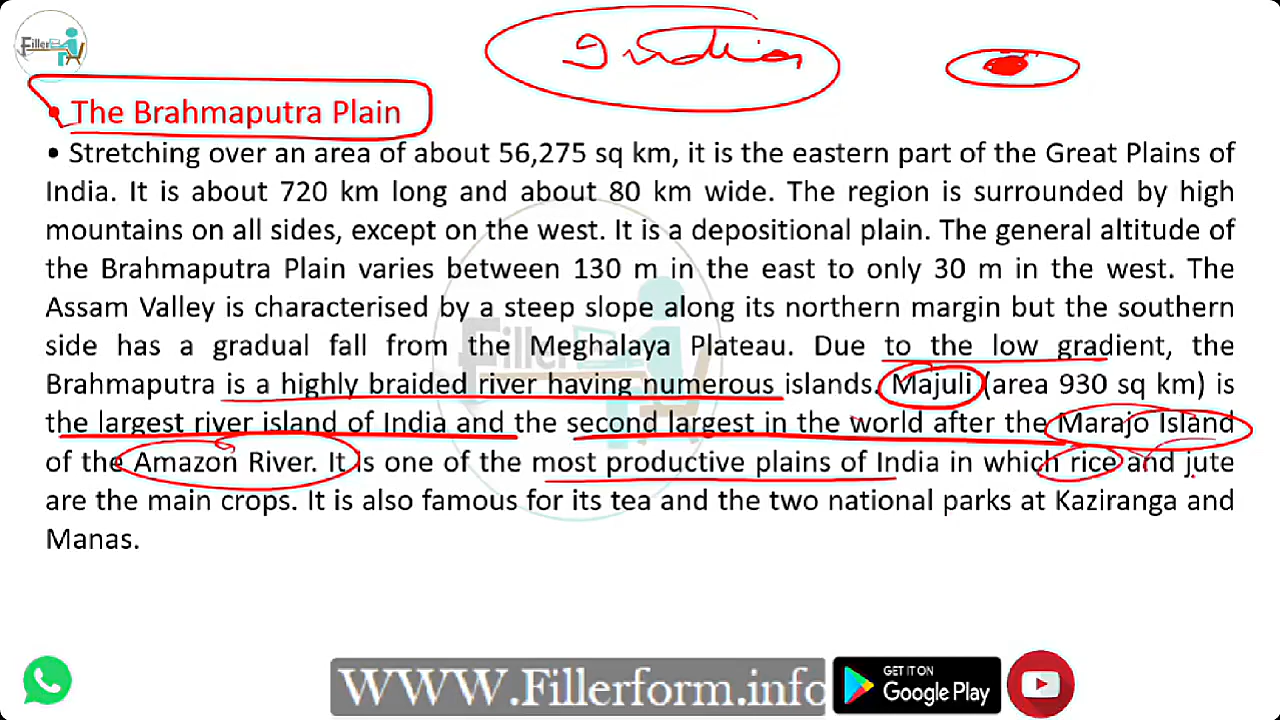 Filler
India
• The Brahmaputra Plain
• Stretching over an area of about 56,275 sq km, it is the eastern part of the Great Plains of
India. It is about 720 km long and about 80 km wide. The region is surrounded by high
mountains on all sides, except on the west. It is a depositional plain. The general altitude of
the Brahmaputra Plain varies between 130 m in the east to only 30 m in the west. The
Assam Valley is characterised by a steep slope along its northern margin but the southern
side has a gradual fall from the Meghalaya Plateau. Due to the low gradient, the
Brahmaputra is a highly braided river having numerous islands. Majuli (area 930 sq km) is
the largest river island of India and the second largest in the world after the Marajo Island
of the Amazon River. It is one of the most productive plains of India in which rice and jute
are the main crops. It is also famous for its tea and the two national parks at Kaziranga and
Manas.
WWW.Fillerform.info
GET IT ON
Google Play